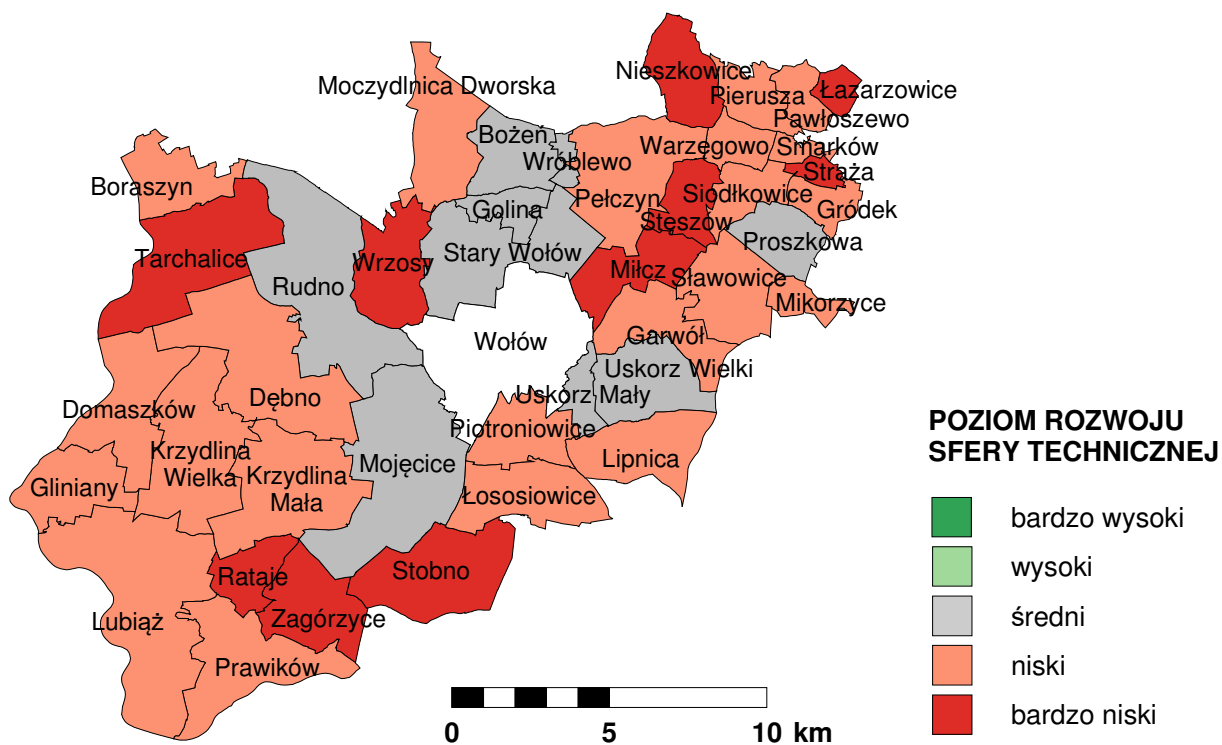 Nieszkowice
Moczydlnica Dworska
Pierusza
Łazarzowice
Pawłoszewo
Bożeń
Wróblewo
Warzęgowo
Smarków
Straża
Boraszyn
Pełczyn
Siodłkowice
Golina
Gródek
Stęszów
Proszkowa
Tarchalice
Wrzosy
Stary Wołów
Miłcz
Sławowice
Rudno
Mikorzyce
Wołów
Garwół
Uskorz Wielki
Dębno
Uskorz Mały
Domaszków
Piotroniowice
Krzydlina
Wielka
Mojęcice
Lipnica
Krzydlina
Mała
Gliniany
Łososiowice
Rataje
Stobno
Lubiąż
Zagórzyce
Prawików
POZIOM ROZWOJU
SFERY TECHNICZNEJ
bardzo wysoki
wysoki
średni
niski
bardzo niski
0 5 10 km